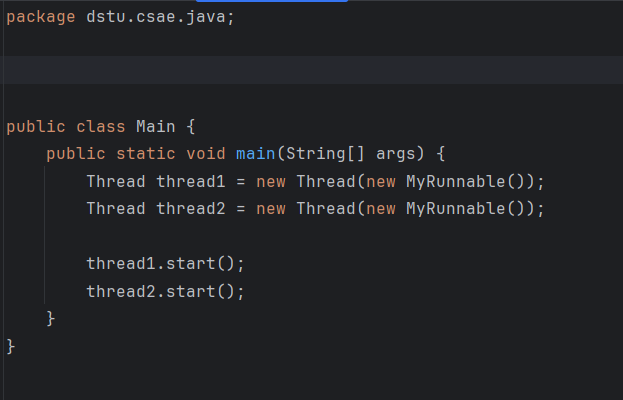 package dstu.csae.java;
public class Main {
    public static void main(String[] args) {
        Thread thread1 = new Thread(new MyRunnable());
        Thread thread2 = new Thread(new MyRunnable());
        thread1.start();
        thread2.start();
    }
}